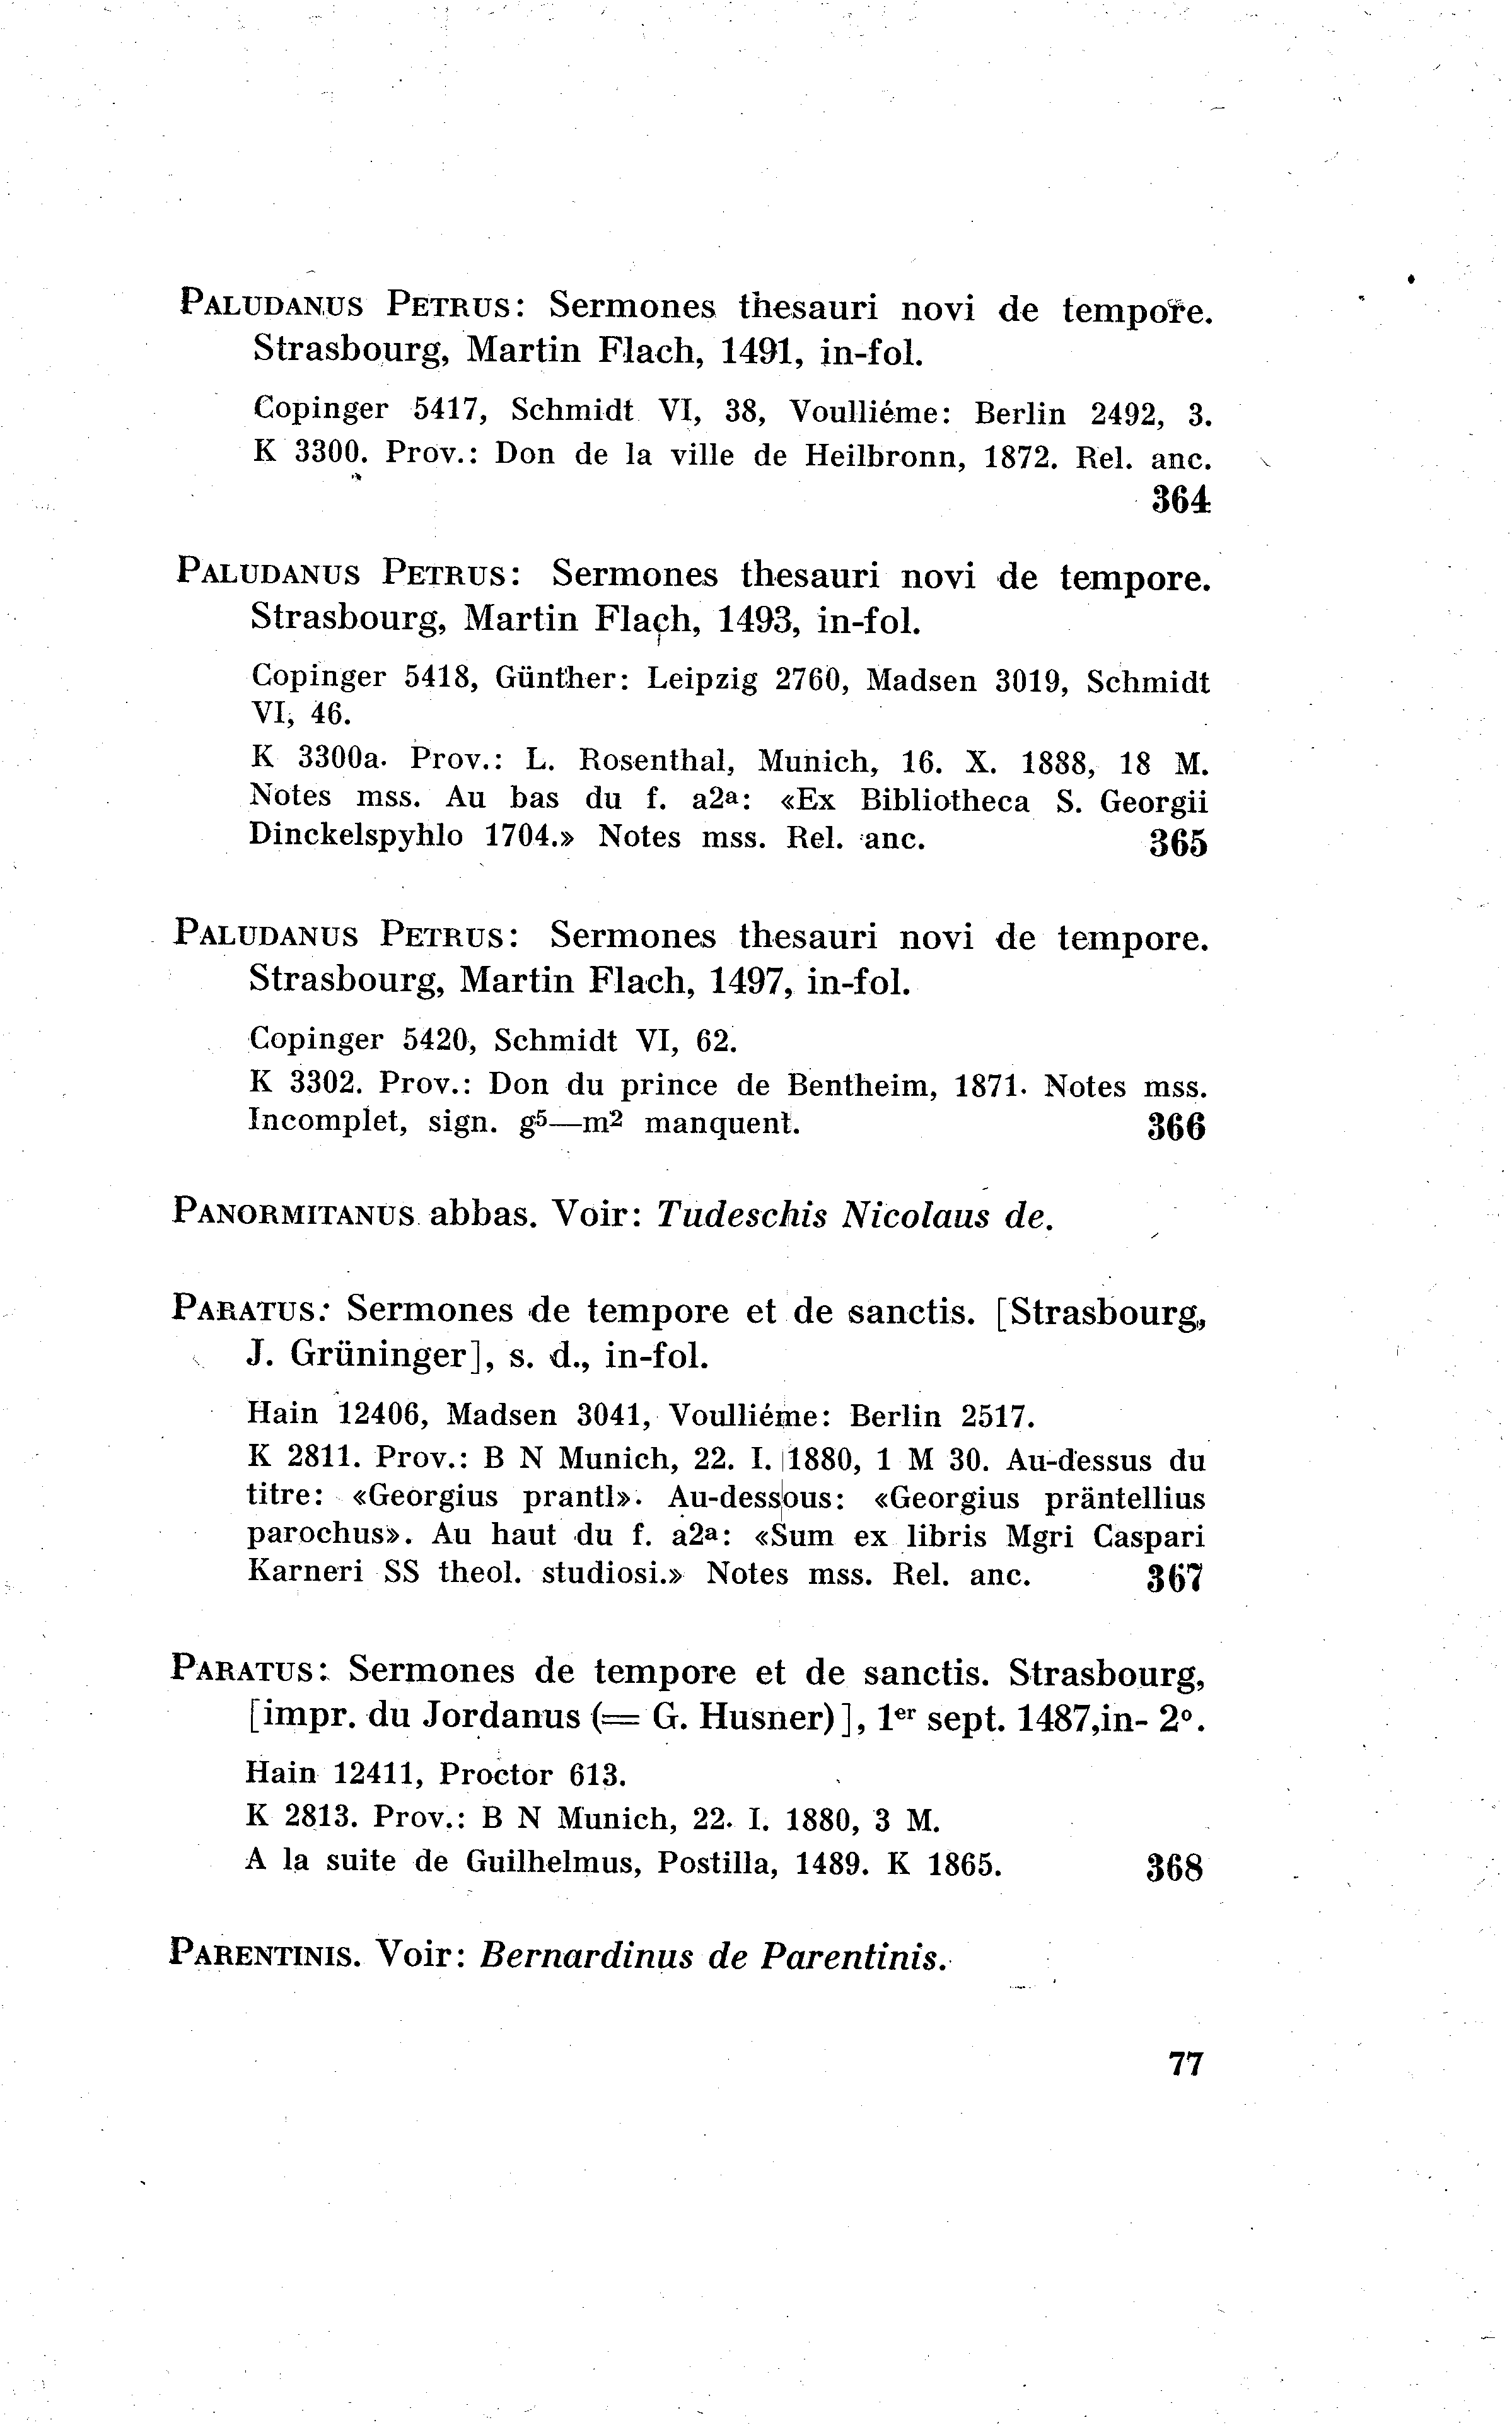 PALUDANUS PETRUS: Sermones thesauri novi de tempore.
Strasbourg, Martin Flach, 1491, in-fol.
Copinger 5417, Schmidt VI, 38, Voulliéme: Berlin 2492, 3.
K 3300. Prov.: Don de la ville de Heilbronn, 1872. Rel. anc.
364
PALUDANUS PETRUS: Sermones thesauri novi de tempore.
Strasbourg, Martin Flach, 1493, in-fol.
Copinger 5418, Günther: Leipzig 2760, Madsen 3019, Schmidt
VI, 46.
K 3300a. Prov.: L. Rosenthal, Munich, 16. X. 1888, 18 M.
Notes mss. Au bas du f. a2ª: «Ex Bibliotheca S. Georgii
Dinckelspyhlo 1704.» Notes mss. Rel. anc. 365
PALUDANUS PETRUS: Sermones thesauri novi de tempore.
Strasbourg, Martin Flach, 1497, in-fol.
Copinger 5420, Schmidt VI, 62.
K 3302. Prov.: Don du prince de Bentheim, 1871. Notes mss.
Incomplet, sign. g⁵—m² manquent. 366
PANORMITANUS abbas. Voir: Tudeschis Nicolaus de.
PARATUS: Sermones de tempore et de sanctis. [Strasbourg,
J. Grüninger], s. d., in-fol.
Hain 12406, Madsen 3041, Voulliéme: Berlin 2517.
K 2811. Prov.: B N Munich, 22. I. 1880, 1 M 30. Au-dessus du
titre: «Georgius prantl». Au-dessous: «Georgius präntellius
parochus». Au haut du f. a2ª: «Sum ex libris Mgri Caspari
Karneri SS theol. studiosi.» Notes mss. Rel. anc. 367
PARATUS: Sermones de tempore et de sanctis. Strasbourg,
[impr. du Jordanus (= G. Husner)], 1er sept. 1487,in- 2º.
Hain 12411, Proctor 613.
K 2813. Prov.: B N Munich, 22. I. 1880, 3 M.
A la suite de Guilhelmus, Postilla, 1489. K 1865. 368
PARENTINIS. Voir: Bernardinus de Parentinis.
77